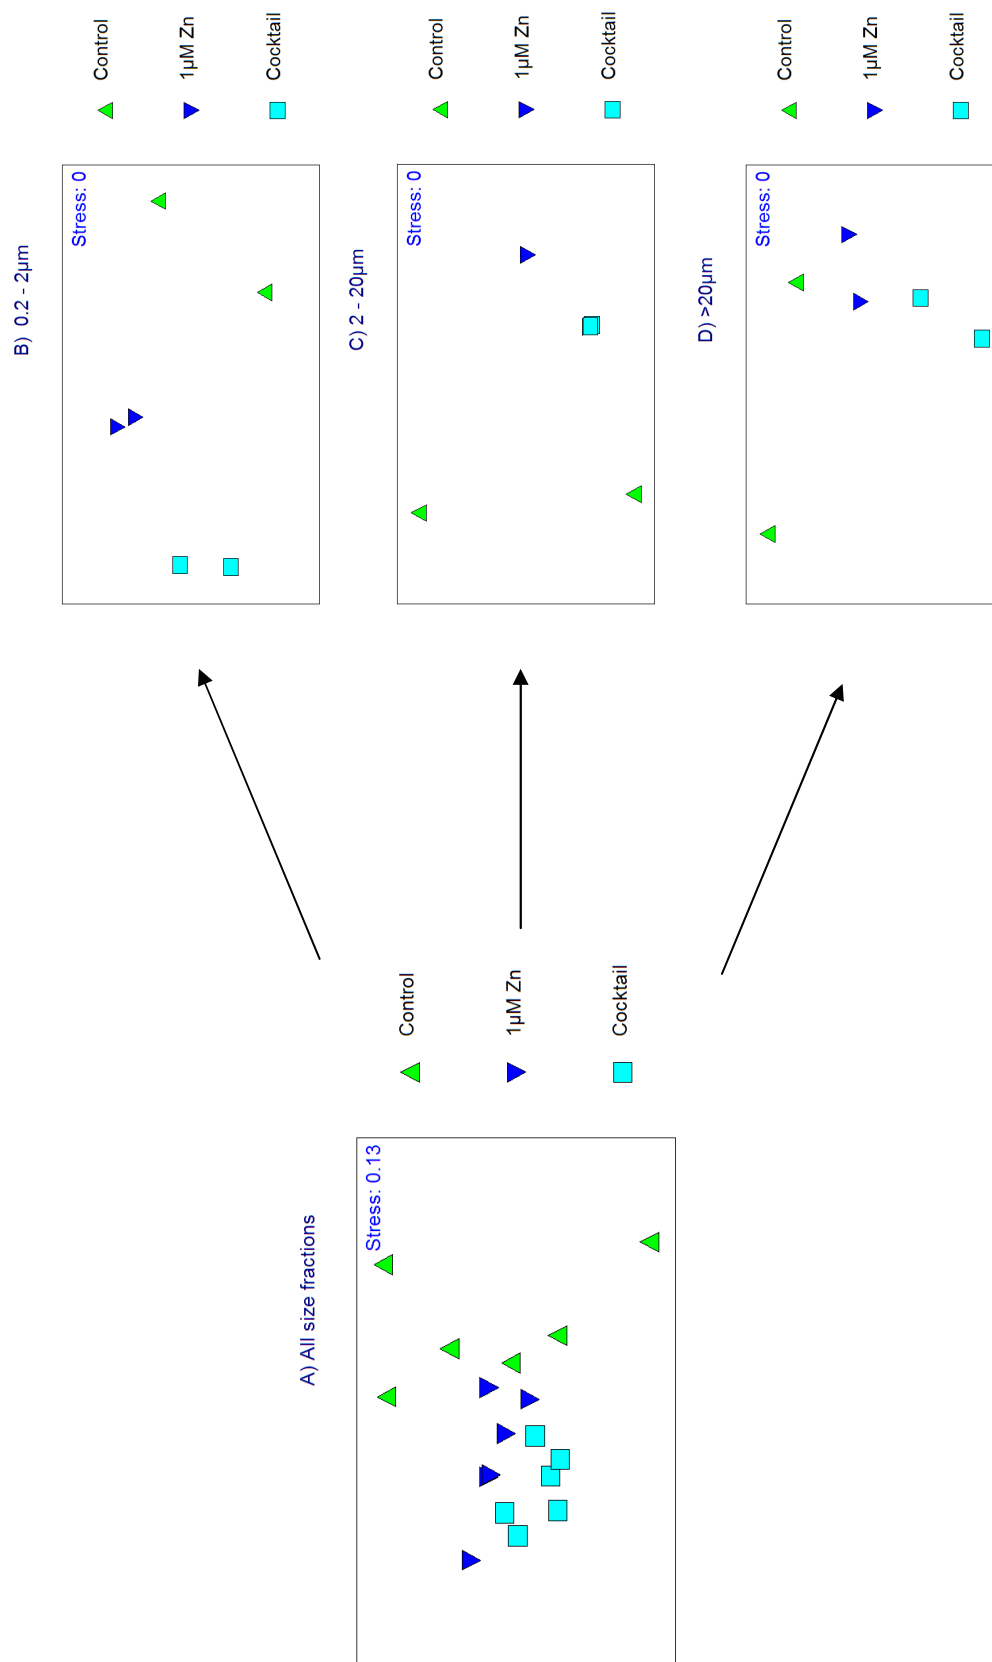 A) All size fractions
Stress: 0.13
Control
1µM Zn
Cocktail
B) 0.2 - 2µm
Stress: 0
Control
1µM Zn
Cocktail
C) 2 - 20µm
Stress: 0
Control
1µM Zn
Cocktail
D) >20µm
Stress: 0
Control
1µM Zn
Cocktail